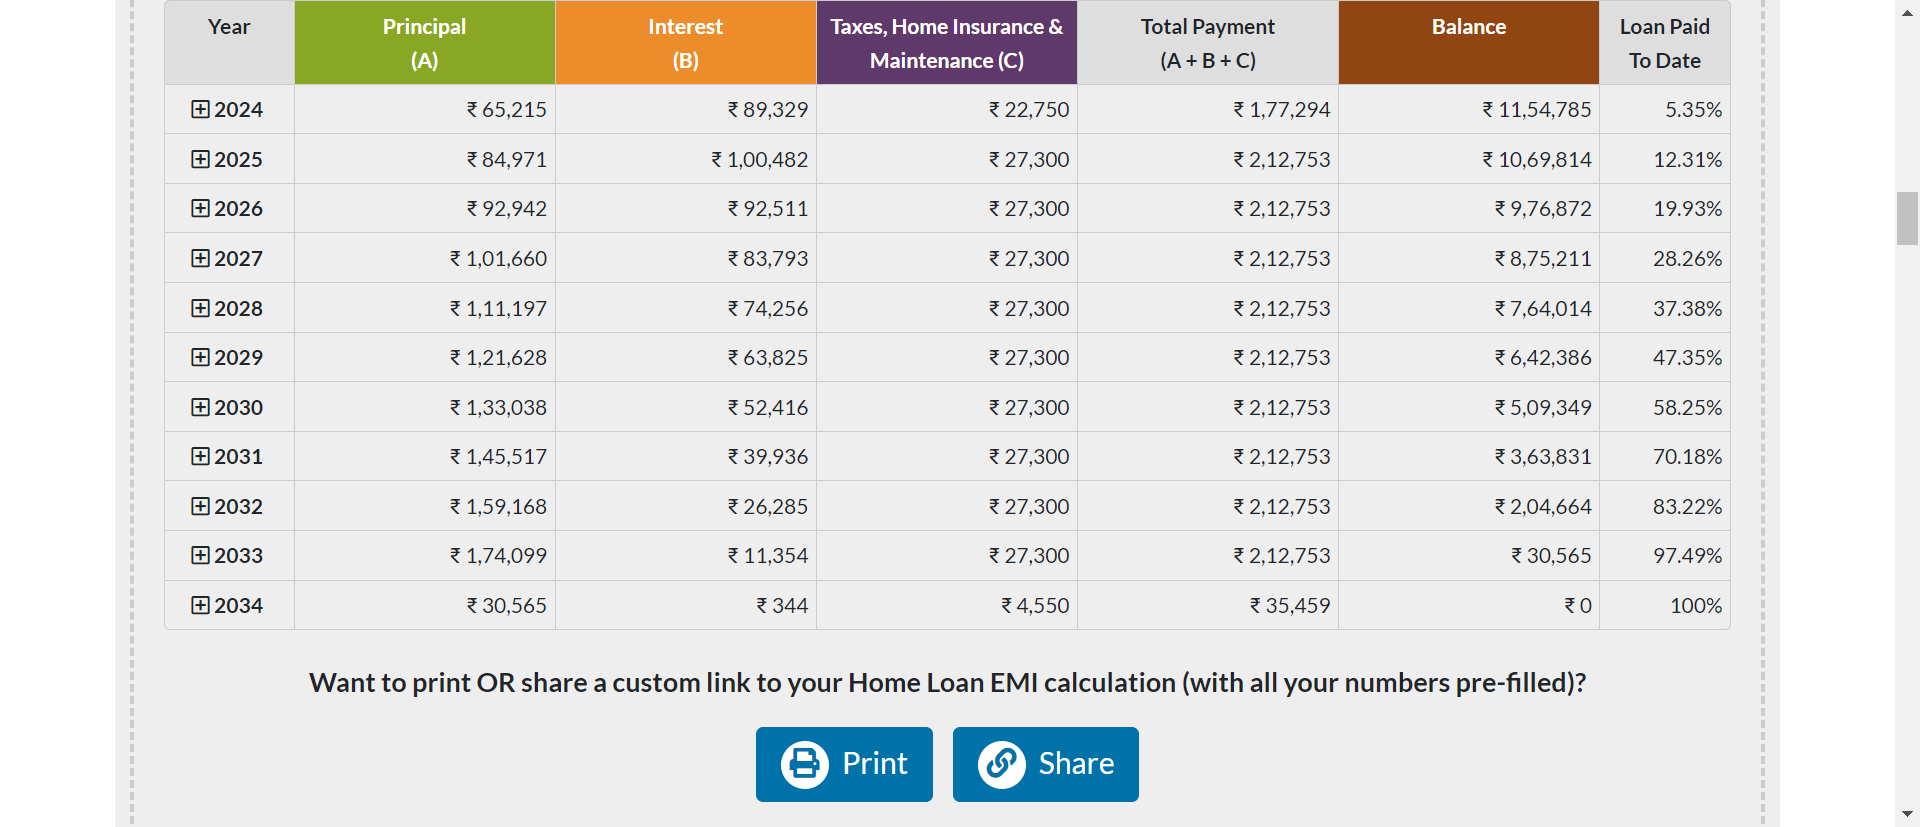 Year Principal Interest Taxes, Home Insurance & Total Payment Balance Loan Paid
(A) (B) Maintenance (C) (A + B + C) To Date
2024 ₹ 65,215 ₹ 89,329 ₹ 22,750 ₹ 1,77,294 ₹ 11,54,785 5.35%
2025 ₹ 84,971 ₹ 1,00,482 ₹ 27,300 ₹ 2,12,753 ₹ 10,69,814 12.31%
2026 ₹ 92,942 ₹ 92,511 ₹ 27,300 ₹ 2,12,753 ₹ 9,76,872 19.93%
2027 ₹ 1,01,660 ₹ 83,793 ₹ 27,300 ₹ 2,12,753 ₹ 8,75,211 28.26%
2028 ₹ 1,11,197 ₹ 74,256 ₹ 27,300 ₹ 2,12,753 ₹ 7,64,014 37.38%
2029 ₹ 1,21,628 ₹ 63,825 ₹ 27,300 ₹ 2,12,753 ₹ 6,42,386 47.35%
2030 ₹ 1,33,038 ₹ 52,416 ₹ 27,300 ₹ 2,12,753 ₹ 5,09,349 58.25%
2031 ₹ 1,45,517 ₹ 39,936 ₹ 27,300 ₹ 2,12,753 ₹ 3,63,831 70.18%
2032 ₹ 1,59,168 ₹ 26,285 ₹ 27,300 ₹ 2,12,753 ₹ 2,04,664 83.22%
2033 ₹ 1,74,099 ₹ 11,354 ₹ 27,300 ₹ 2,12,753 ₹ 30,565 97.49%
2034 ₹ 30,565 ₹ 344 ₹ 4,550 ₹ 35,459 ₹ 0 100%
Want to print OR share a custom link to your Home Loan EMI calculation (with all your numbers pre-filled)?
Print Share